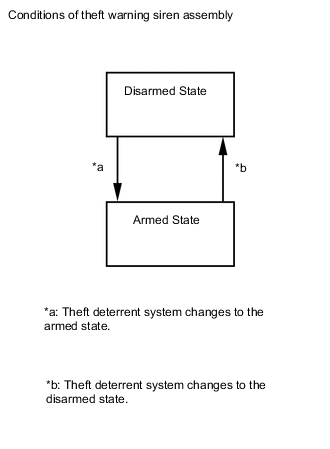 Conditions of theft warning siren assembly
Disarmed State
*a
*b
Armed State
*a: Theft deterrent system changes to the
armed state.
*b: Theft deterrent system changes to the
disarmed state.